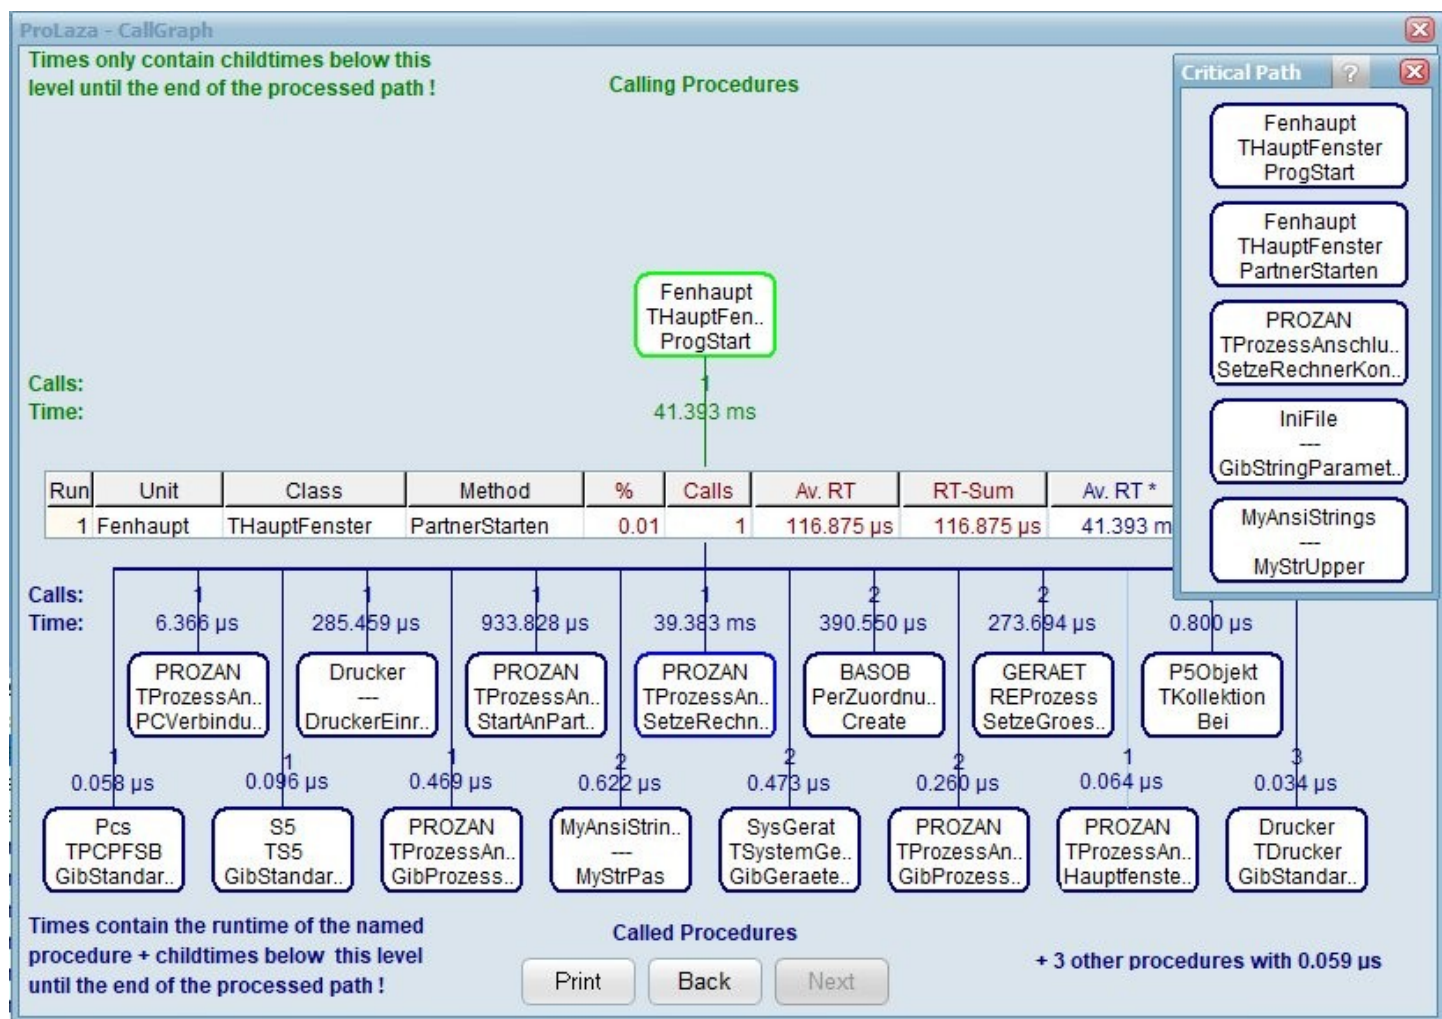 ProLaza - CallGraph
Times only contain childtimes below this
level until the end of the processed path !
Calling Procedures
Critical Path ?
Fenhaupt
THauptFenster
ProgStart
Fenhaupt
THauptFenster
PartnerStarten
PROZAN
TProzessAnschlu..
SetzeRechnerKon..
IniFile
---
GibStringParamet..
MyAnsiStrings
---
MyStrUpper
Fenhaupt
THauptFen..
ProgStart
Calls: 1
Time: 41.393 ms
Run Unit Class Method % Calls Av. RT RT-Sum Av. RT *
1 Fenhaupt THauptFenster PartnerStarten 0.01 1 116.875 µs 116.875 µs 41.393 m
Calls: 1 1 1 1 2 2 1
Time: 6.366 µs 285.459 µs 933.828 µs 39.383 ms 390.550 µs 273.694 µs 0.800 µs
PROZAN Drucker PROZAN PROZAN BASOB GERAET P5Objekt
TProzessAn.. --- TProzessAn.. TProzessAn.. PerZuordnu.. REProzess TKollektion
PCVerbindu.. DruckerEinr.. StartAnPart.. SetzeRechn.. Create SetzeGroes.. Bei
1 1 1 2 2 2 1 3
0.058 µs 0.096 µs 0.469 µs 0.622 µs 0.473 µs 0.260 µs 0.064 µs 0.034 µs
Pcs S5 PROZAN MyAnsiStrin.. SysGerat PROZAN PROZAN Drucker
TPCPFSB TS5 TProzessAn.. --- TSystemGe.. TProzessAn.. TProzessAn.. TDrucker
GibStandar.. GibStandar.. GibProzess.. MyStrPas GibGeraete.. GibProzess.. Hauptfenste.. GibStandar..
Times contain the runtime of the named
procedure + childtimes below this level
until the end of the processed path !
Called Procedures
+ 3 other procedures with 0.059 µs
Print Back Next